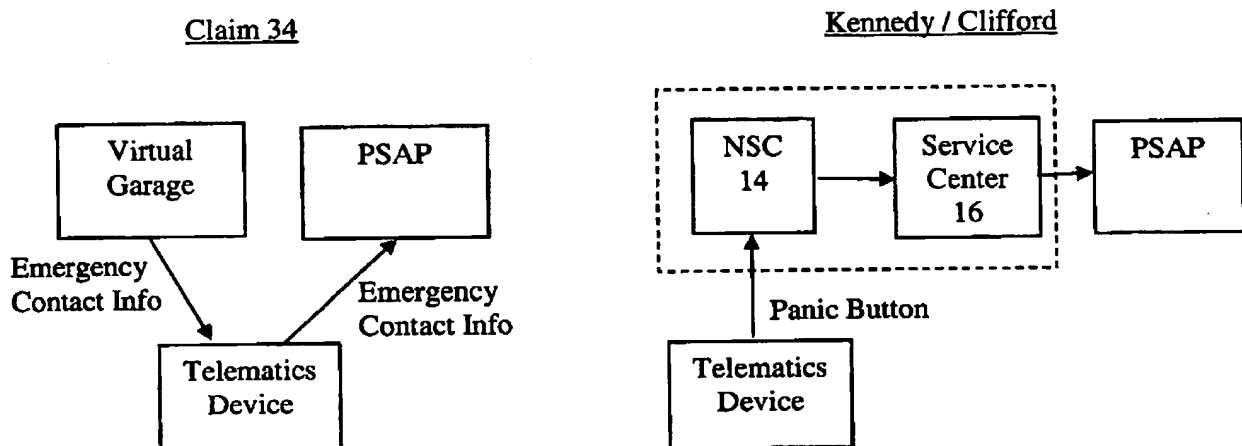 Claim 34
Kennedy / Clifford
Virtual
Garage
PSAP
Emergency
Contact Info
Emergency
Contact Info
Telematics
Device
NSC
14
Service
Center
16
PSAP
Panic Button
Telematics
Device